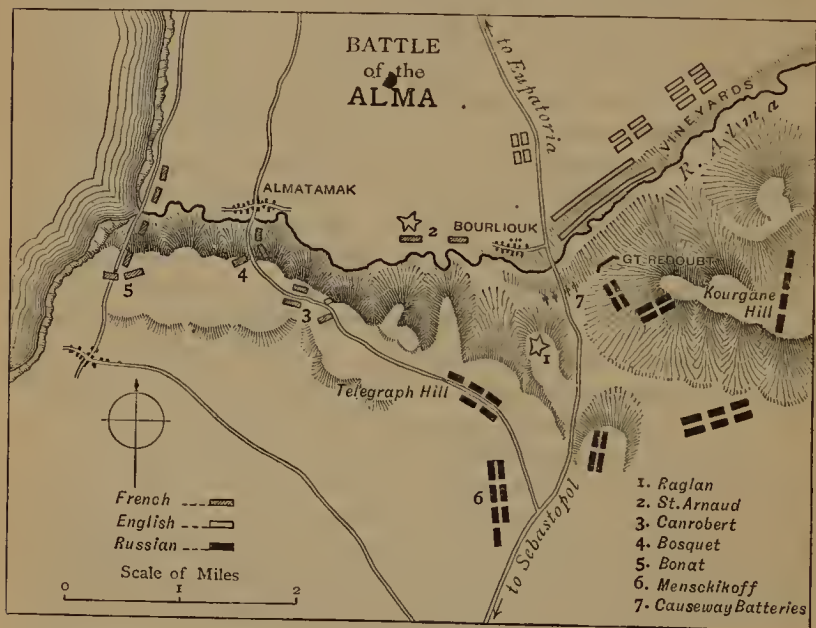 BATTLE
of the
ALMA
to Eupatoria
VINEYARDS
R. Alma
ALMATAMAK
2
BOURLIOUK
GT. REDOUBT
7
Kourgane
Hill
5
4
3
1
Telegraph Hill
6
to Sebastopol
French
English
Russian
Scale of Miles
0 1 2
1. Raglan
2. St. Arnaud
3. Canrobert
4. Bosquet
5. Bonat
6. Menschikoff
7. Causeway Batteries